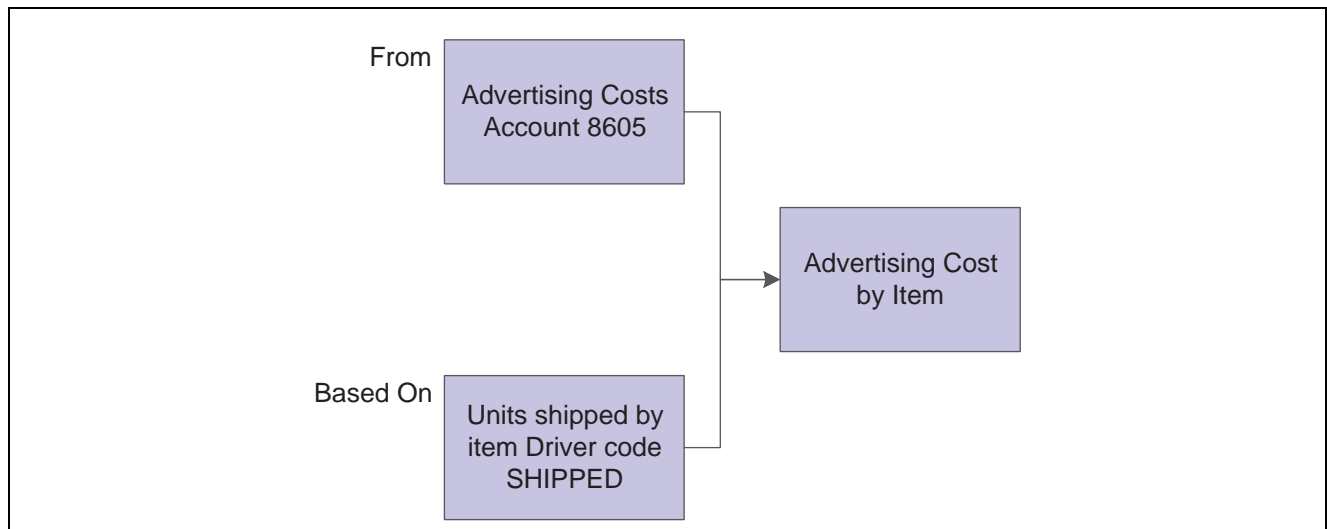 From
Advertising Costs
Account 8605
Advertising Cost
by Item
Based On
Units shipped by
item Driver code
SHIPPED